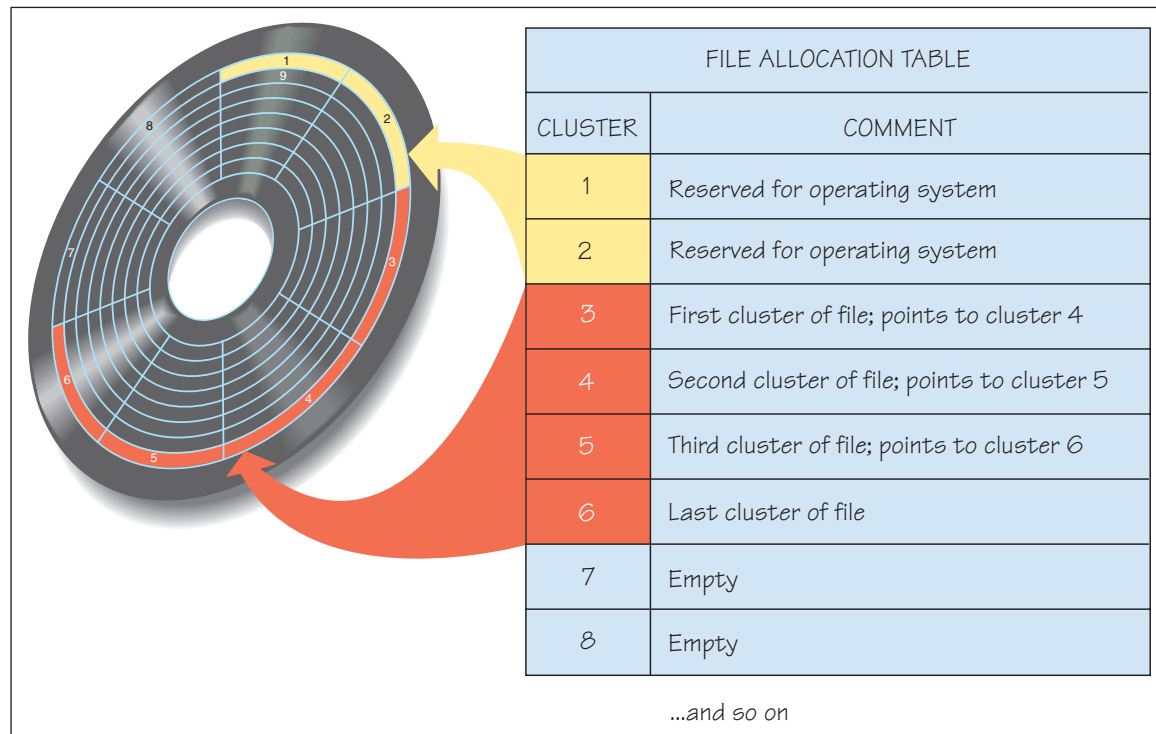 1
9
2
8
3
7
6
4
5
FILE ALLOCATION TABLE
CLUSTER COMMENT
1 Reserved for operating system
2 Reserved for operating system
3 First cluster of file; points to cluster 4
4 Second cluster of file; points to cluster 5
5 Third cluster of file; points to cluster 6
6 Last cluster of file
7 Empty
8 Empty
...and so on